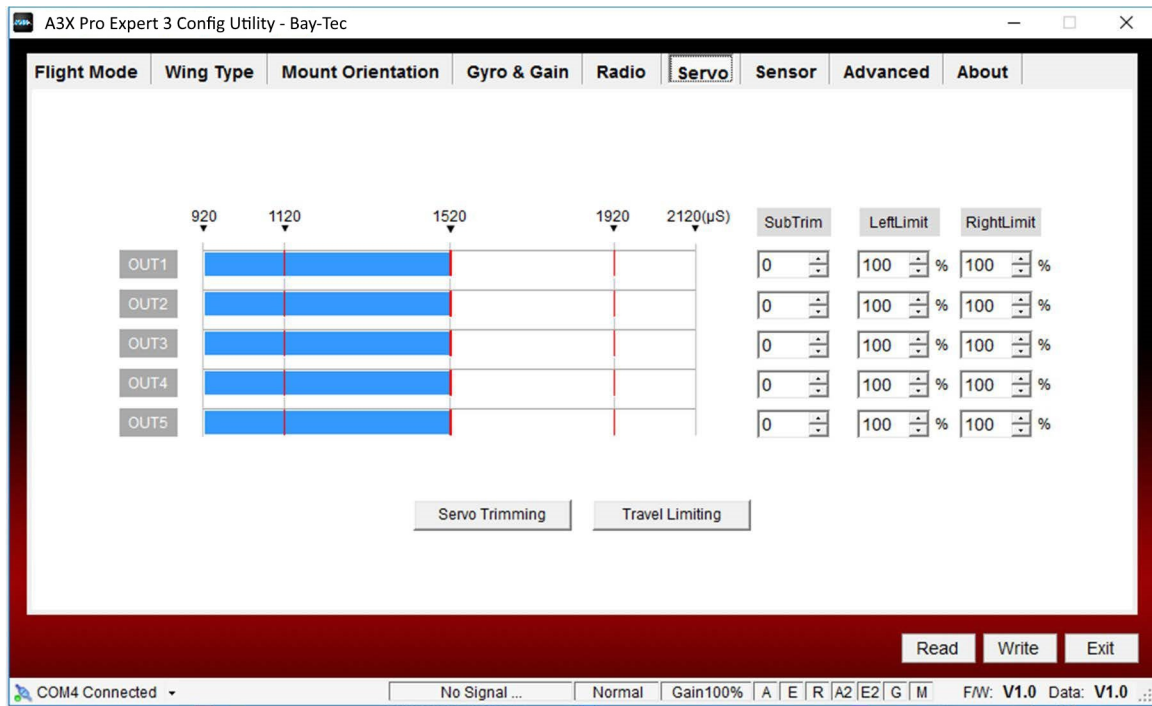 A3X Pro Expert 3 Config Utility - Bay-Tec
Flight Mode Wing Type Mount Orientation Gyro & Gain Radio Servo Sensor Advanced About
920 1120 1520 1920 2120(µS) SubTrim LeftLimit RightLimit
OUT1 0 100 % 100 %
OUT2 0 100 % 100 %
OUT3 0 100 % 100 %
OUT4 0 100 % 100 %
OUT5 0 100 % 100 %
Servo Trimming Travel Limiting
Read Write Exit
COM4 Connected No Signal ... Normal Gain100% A E R A2 E2 G M F/W: V1.0 Data: V1.0